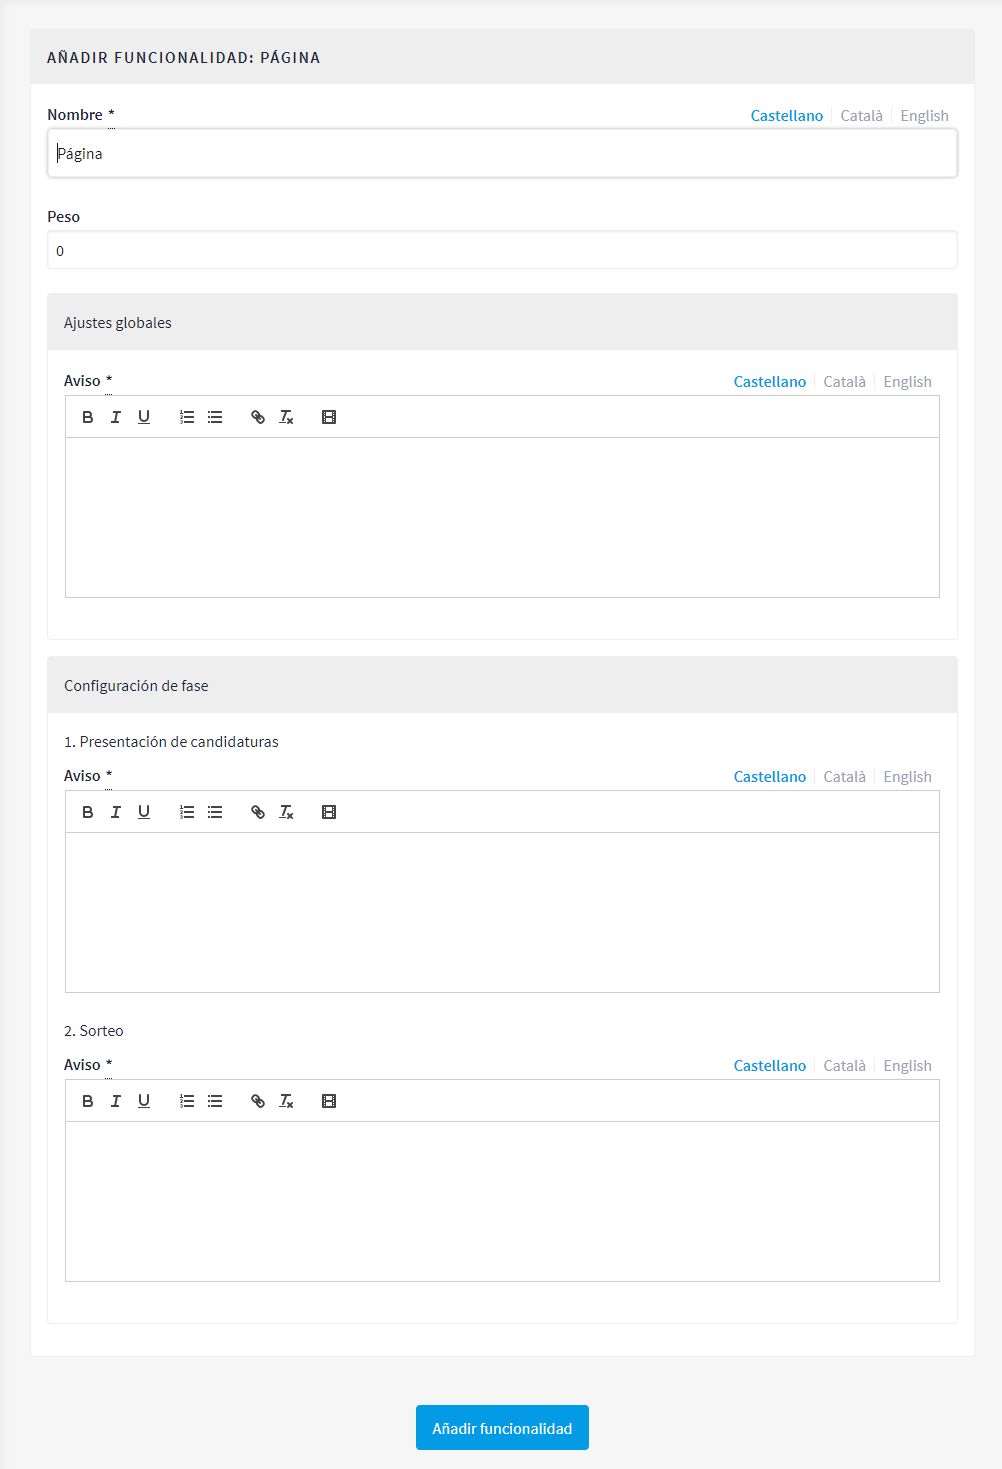 AÑADIR FUNCIONALIDAD: PÁGINA
Nombre * Castellano Català English
Página
Peso
0
Ajustes globales
Aviso * Castellano Català English
Configuración de fase
1. Presentación de candidaturas
Aviso * Castellano Català English
2. Sorteo
Aviso * Castellano Català English
Añadir funcionalidad